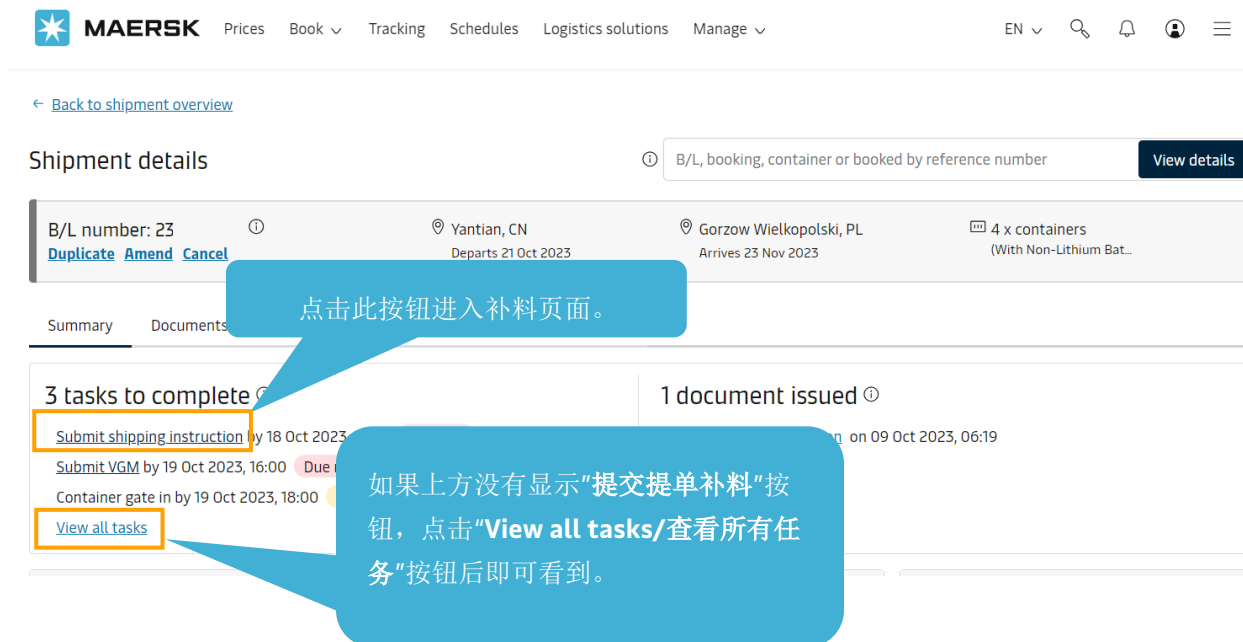 MAERSK Prices Book Tracking Schedules Logistics solutions Manage EN
← Back to shipment overview
Shipment details
B/L, booking, container or booked by reference number View details
B/L number: 23 Yantian, CN Gorzow Wielkopolski, PL 4 x containers
Duplicate Amend Cancel Departs 21 Oct 2023 Arrives 23 Nov 2023 (With Non-Lithium Bat...
点击此按钮进入补料页面。
Summary Documents
3 tasks to complete 1 document issued
Submit shipping instruction by 18 Oct 2023 on 09 Oct 2023, 06:19
Submit VGM by 19 Oct 2023, 16:00 Due
Container gate in by 19 Oct 2023, 18:00
View all tasks
如果上方没有显示"提交提单补料"按
钮，点击“View all tasks/查看所有任
务”按钮后即可看到。